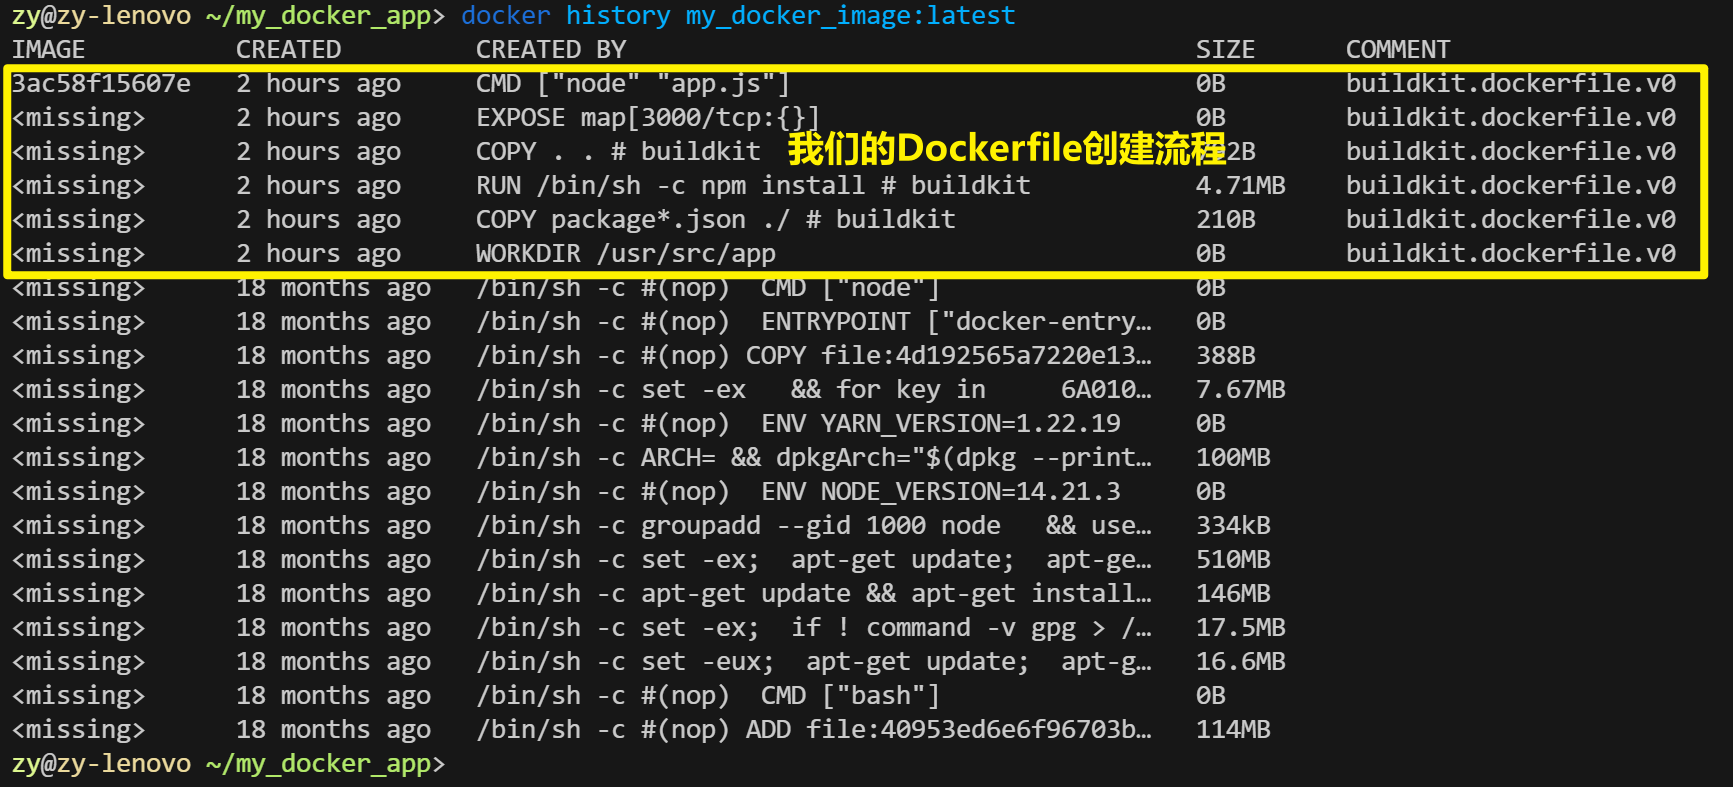 zy@zy-lenovo ~/my_docker_app> docker history my_docker_image:latest
IMAGE CREATED CREATED BY SIZE COMMENT
3ac58f15607e 2 hours ago CMD ["node" "app.js"] 0B buildkit.dockerfile.v0
<missing> 2 hours ago EXPOSE map[3000/tcp:{}] 0B buildkit.dockerfile.v0
我们的Dockerfile创建流程
<missing> 2 hours ago COPY . . # buildkit buildkit.dockerfile.v0
<missing> 2 hours ago RUN /bin/sh -c npm install # buildkit 4.71MB buildkit.dockerfile.v0
<missing> 2 hours ago COPY package*.json ./ # buildkit 210B buildkit.dockerfile.v0
<missing> 2 hours ago WORKDIR /usr/src/app 0B buildkit.dockerfile.v0
<missing> 18 months ago /bin/sh -c #(nop)  CMD ["node"] 0B
<missing> 18 months ago /bin/sh -c #(nop)  ENTRYPOINT ["docker-entry… 0B
<missing> 18 months ago /bin/sh -c #(nop) COPY file:4d192565a7220e13… 388B
<missing> 18 months ago /bin/sh -c set -ex   && for key in     6A010… 7.67MB
<missing> 18 months ago /bin/sh -c #(nop)  ENV YARN_VERSION=1.22.19 0B
<missing> 18 months ago /bin/sh -c ARCH= && dpkgArch="$(dpkg --print… 100MB
<missing> 18 months ago /bin/sh -c #(nop)  ENV NODE_VERSION=14.21.3 0B
<missing> 18 months ago /bin/sh -c groupadd --gid 1000 node   && use… 334kB
<missing> 18 months ago /bin/sh -c set -ex;  apt-get update;  apt-ge… 510MB
<missing> 18 months ago /bin/sh -c apt-get update && apt-get install… 146MB
<missing> 18 months ago /bin/sh -c set -ex;  if ! command -v gpg > /… 17.5MB
<missing> 18 months ago /bin/sh -c set -eux;  apt-get update;  apt-g… 16.6MB
<missing> 18 months ago /bin/sh -c #(nop)  CMD ["bash"] 0B
<missing> 18 months ago /bin/sh -c #(nop) ADD file:40953ed6e6f96703b… 114MB
zy@zy-lenovo ~/my_docker_app>